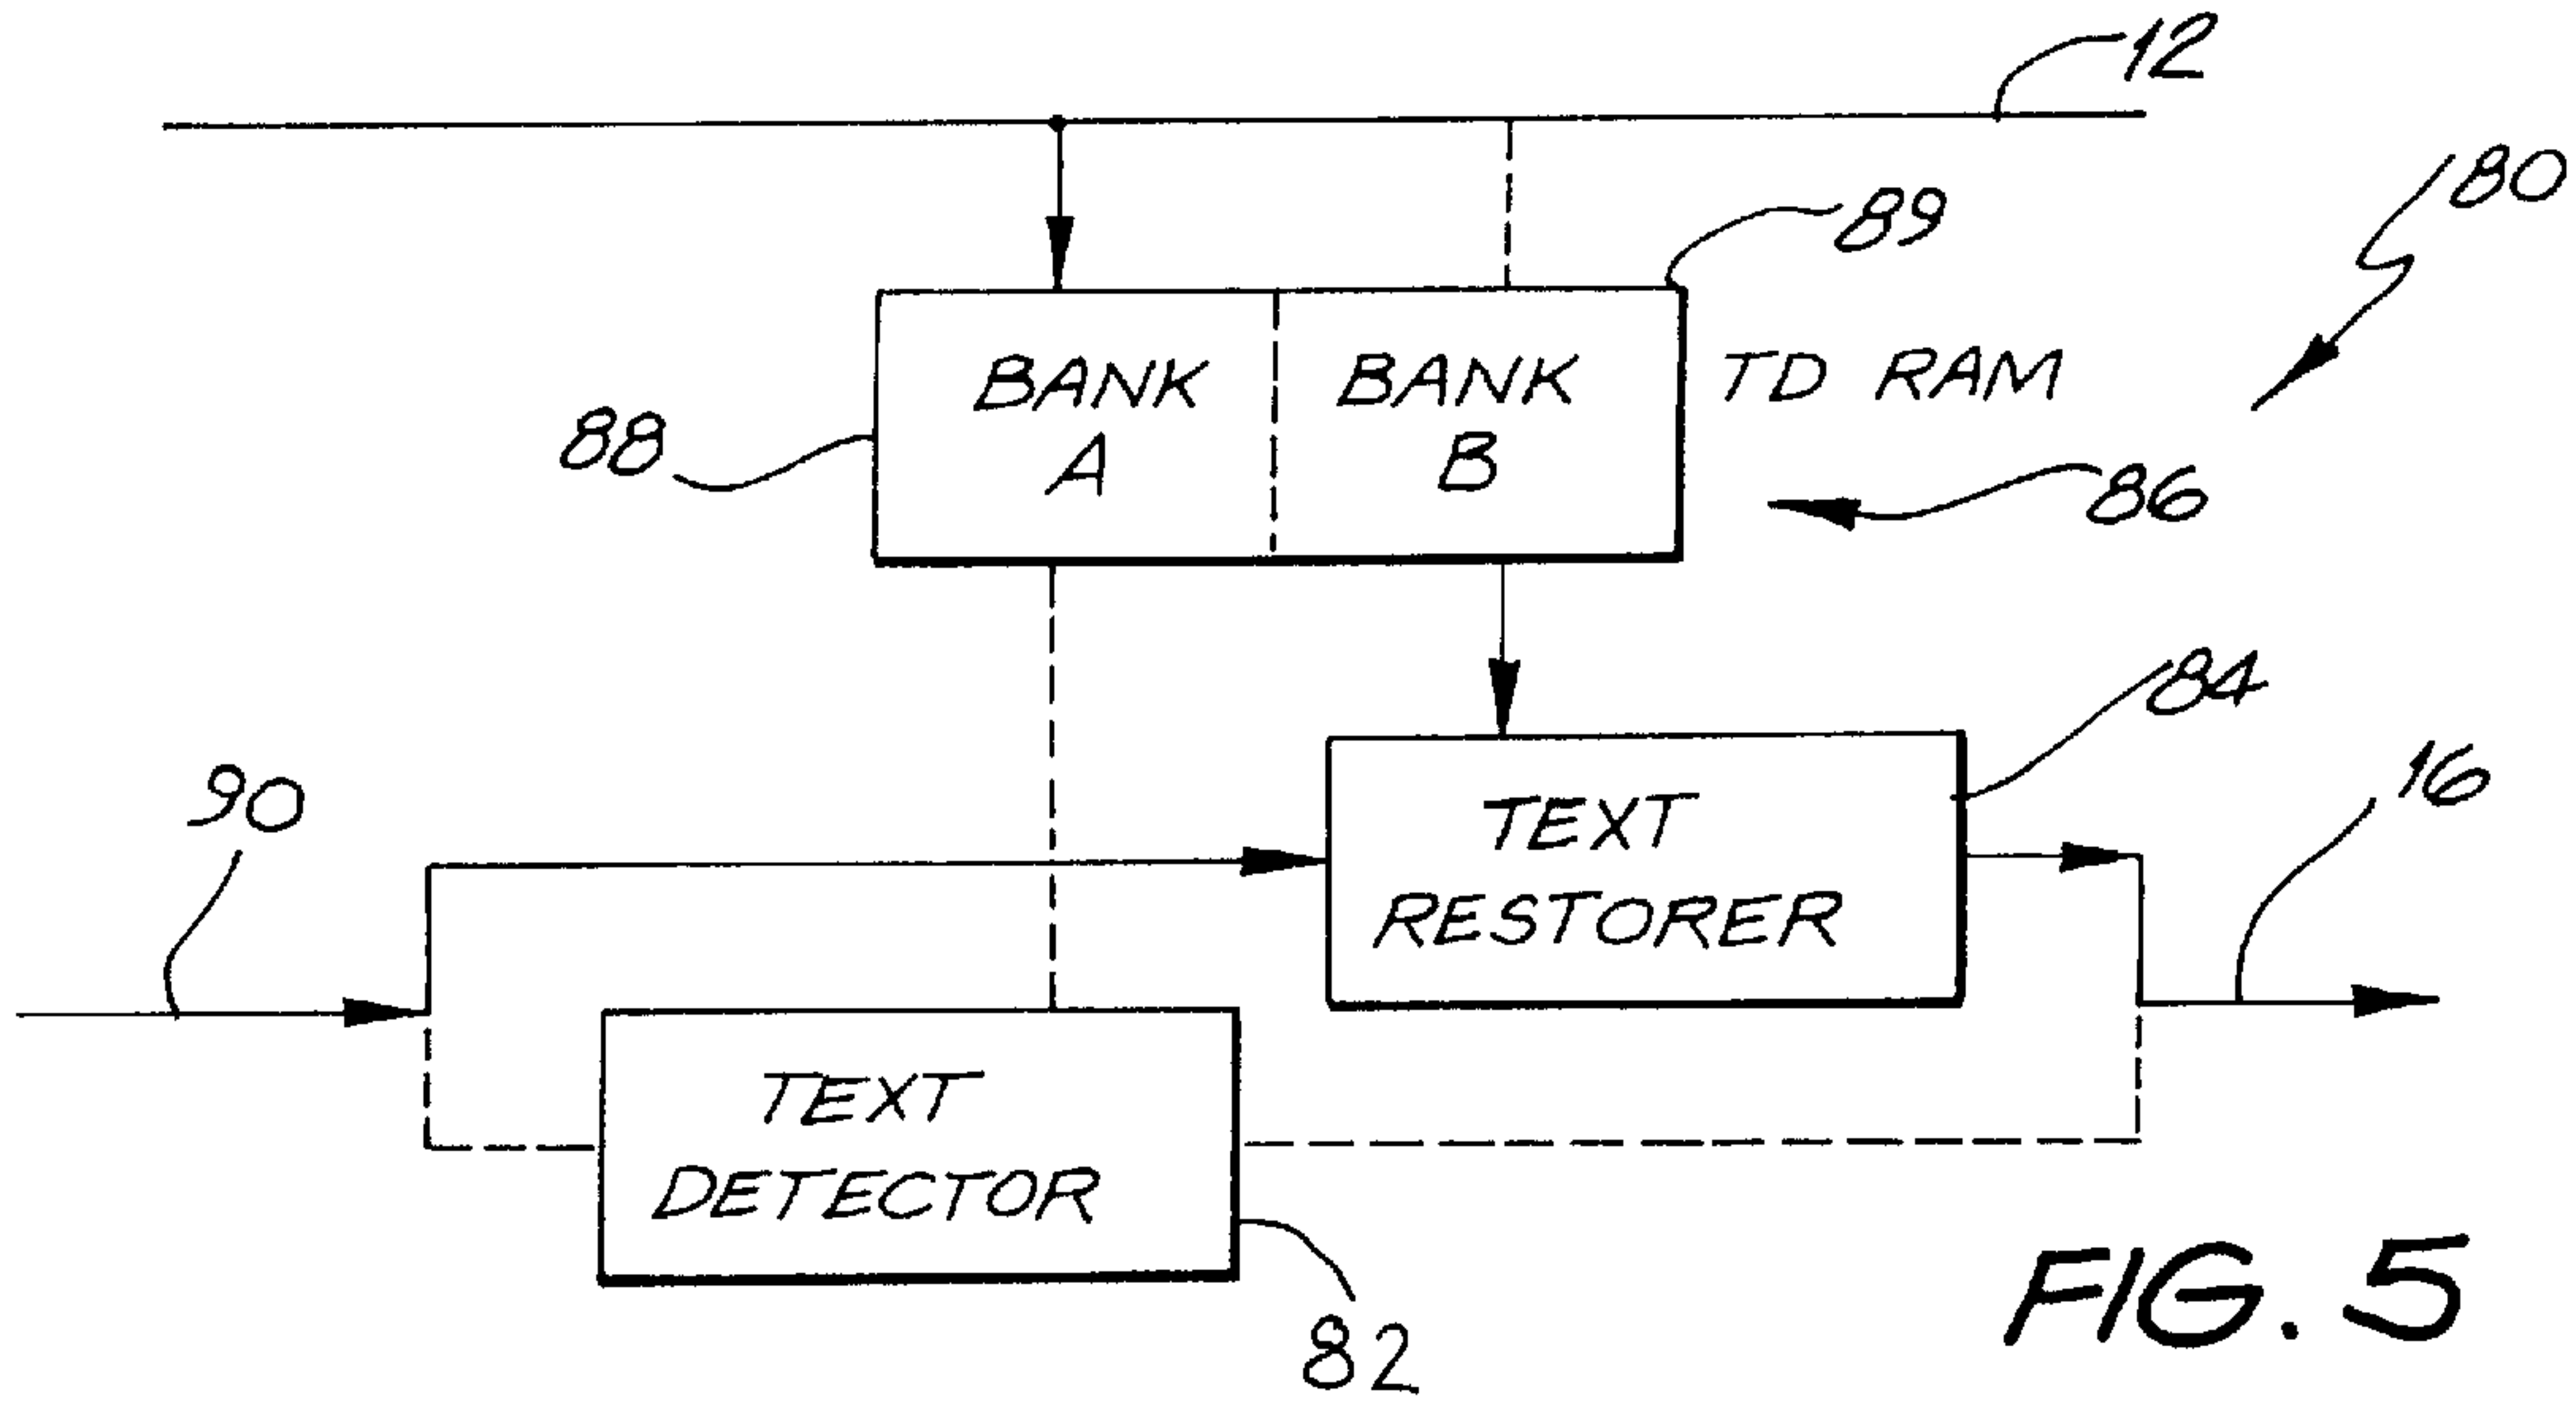 12
80
89
BANK
A
BANK
B
TD RAM
88
86
84
16
90
TEXT
RESTORER
TEXT
DETECTOR
82
FIG. 5